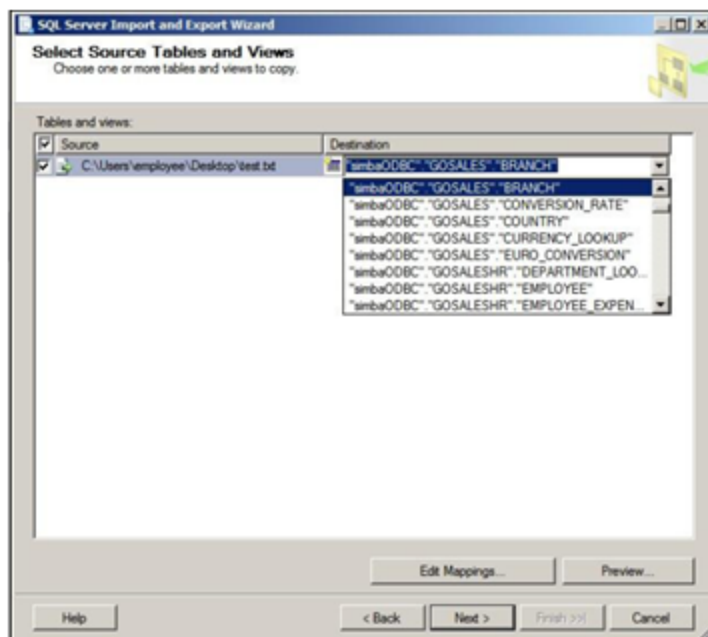 SQL Server Import and Export Wizard
Select Source Tables and Views
Choose one or more tables and views to copy.
Tables and views:
Source Destination
C:\Users\employee\Desktop\test.txt "simbaODBC"."GOSALES"."BRANCH"
"simbaODBC"."GOSALES"."BRANCH"
"simbaODBC"."GOSALES"."CONVERSION_RATE"
"simbaODBC"."GOSALES"."COUNTRY"
"simbaODBC"."GOSALES"."CURRENCY_LOOKUP"
"simbaODBC"."GOSALES"."EURO_CONVERSION"
"simbaODBC"."GOSALESHR"."DEPARTMENT_LOO...
"simbaODBC"."GOSALESHR"."EMPLOYEE"
"simbaODBC"."GOSALESHR"."EMPLOYEE_EXPEN...
Edit Mappings... Preview...
Help < Back Next > Finish >>| Cancel